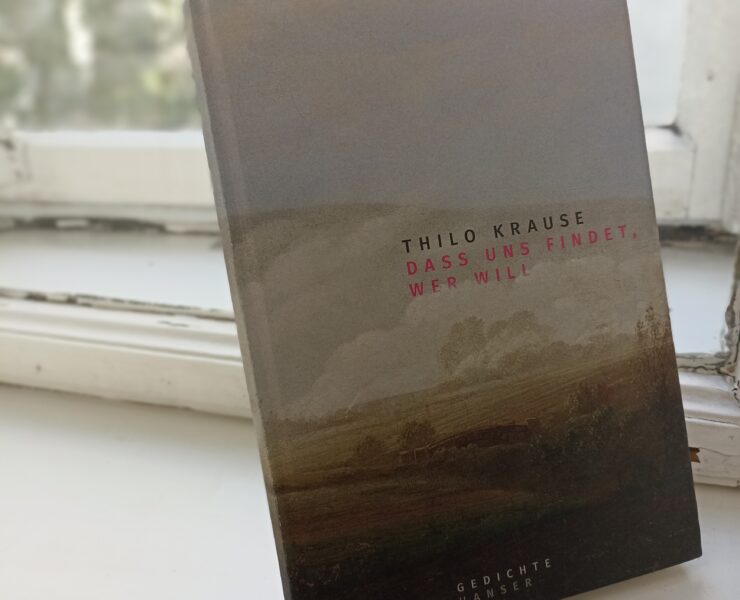 THILO KRAUSE
DASS UNS FINDET,
WER WILL
GEDICHTE
HANSER